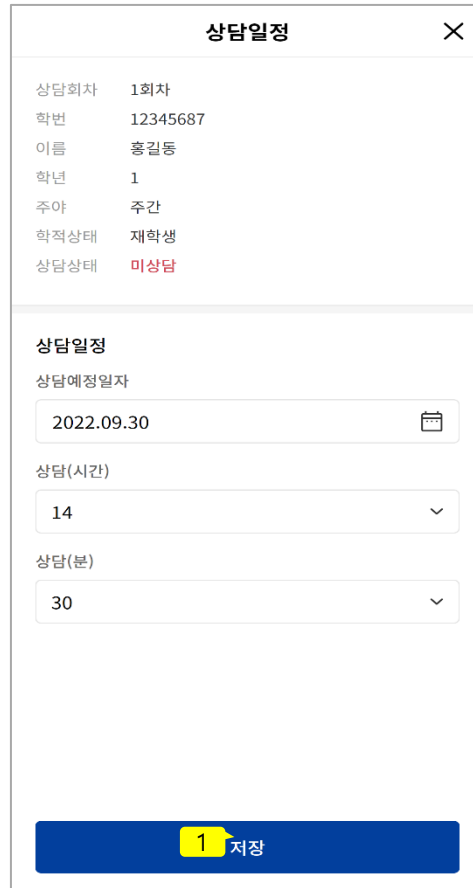 상담일정
상담회차 1회차
학번 12345687
이름 홍길동
학년 1
주야 주간
학적상태 재학생
상담상태 미상담
상담일정
상담예정일자
2022.09.30
상담(시간)
14
상담(분)
30
1 저장